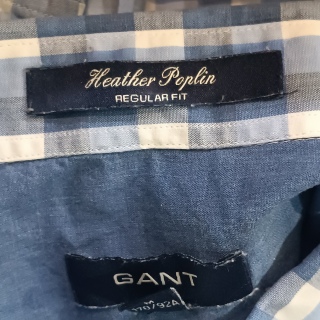 Heather Poplin
REGULAR FIT
GANT